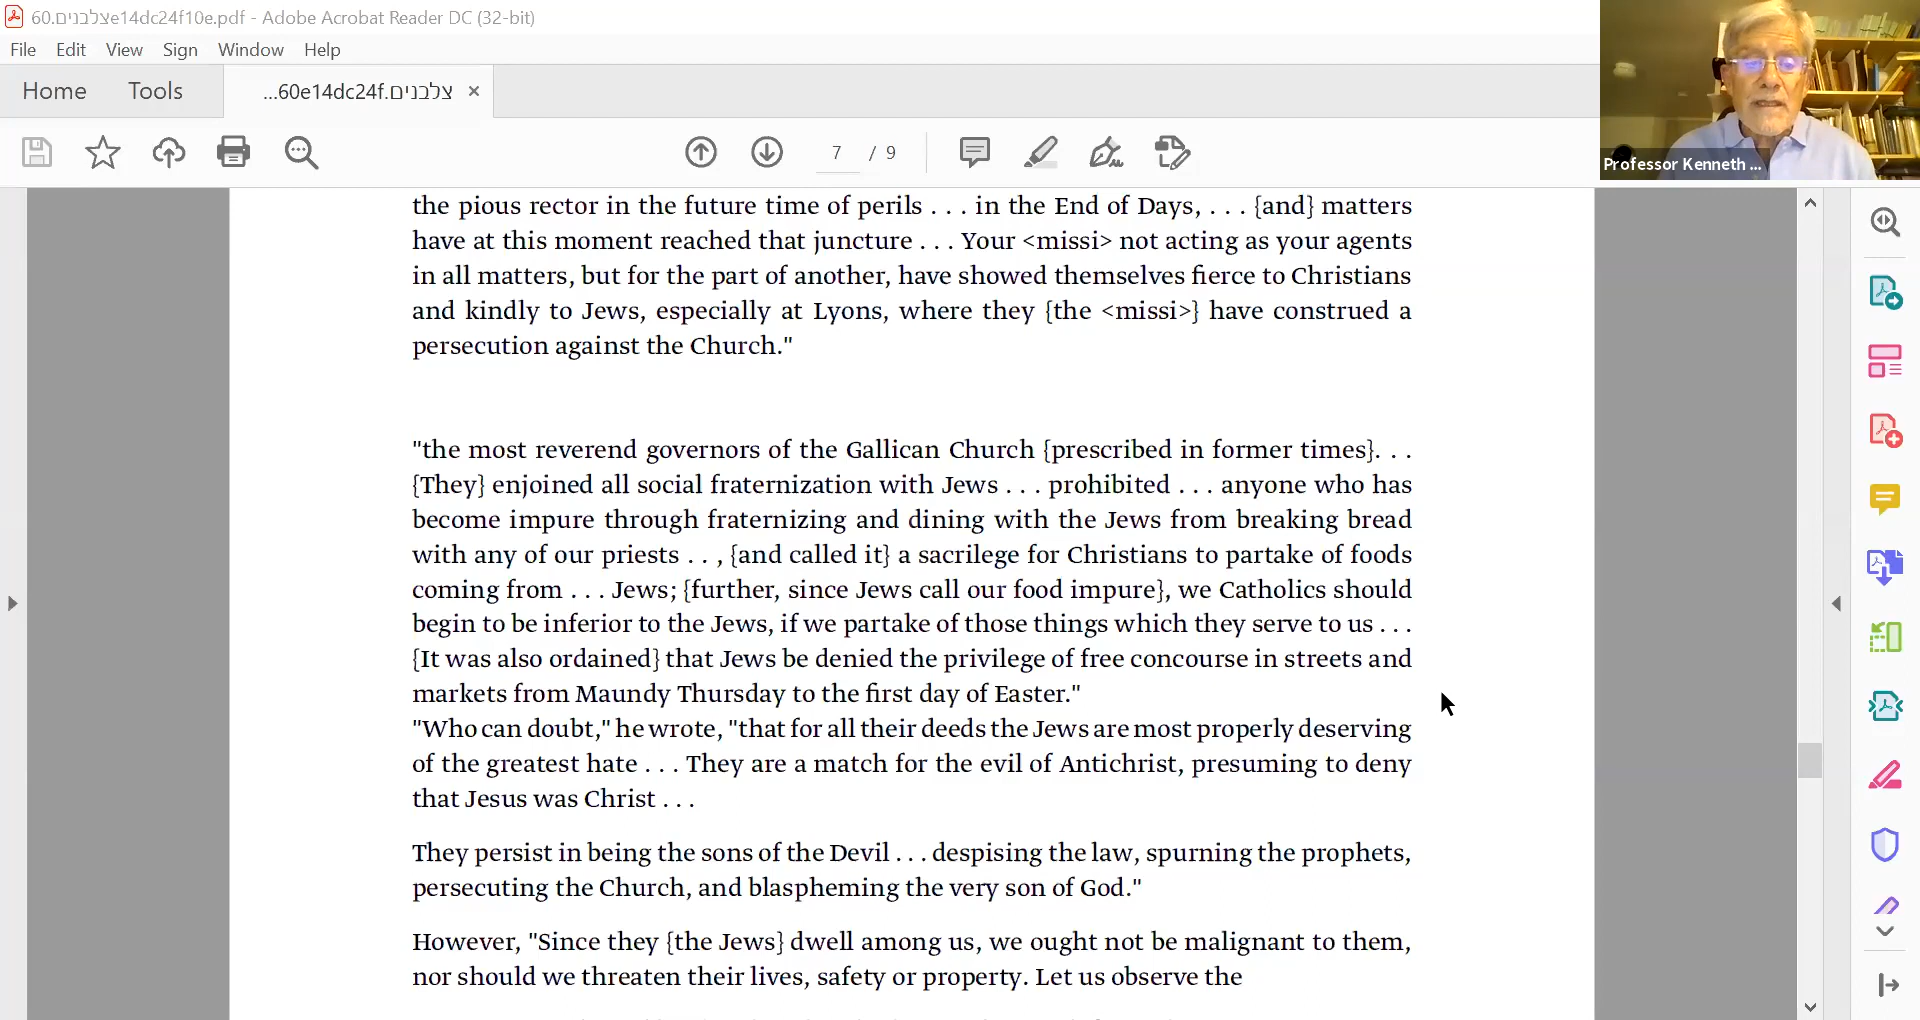 60.צלבניםe14dc24f10e.pdf - Adobe Acrobat Reader DC (32-bit)
File Edit View Sign Window Help
Home Tools ...60e14dc24f.צלבנים ×
7 / 9
Professor Kenneth ...
the pious rector in the future time of perils . . . in the End of Days, . . . {and} matters
have at this moment reached that juncture . . . Your <missi> not acting as your agents
in all matters, but for the part of another, have showed themselves fierce to Christians
and kindly to Jews, especially at Lyons, where they {the <missi>} have construed a
persecution against the Church."
"the most reverend governors of the Gallican Church {prescribed in former times}. . .
{They} enjoined all social fraternization with Jews . . . prohibited . . . anyone who has
become impure through fraternizing and dining with the Jews from breaking bread
with any of our priests . . , {and called it} a sacrilege for Christians to partake of foods
coming from . . . Jews; {further, since Jews call our food impure}, we Catholics should
begin to be inferior to the Jews, if we partake of those things which they serve to us . . .
{It was also ordained} that Jews be denied the privilege of free concourse in streets and
markets from Maundy Thursday to the first day of Easter."
"Who can doubt," he wrote, "that for all their deeds the Jews are most properly deserving
of the greatest hate . . . They are a match for the evil of Antichrist, presuming to deny
that Jesus was Christ . . .
They persist in being the sons of the Devil . . . despising the law, spurning the prophets,
persecuting the Church, and blaspheming the very son of God."
However, "Since they {the Jews} dwell among us, we ought not be malignant to them,
nor should we threaten their lives, safety or property. Let us observe the